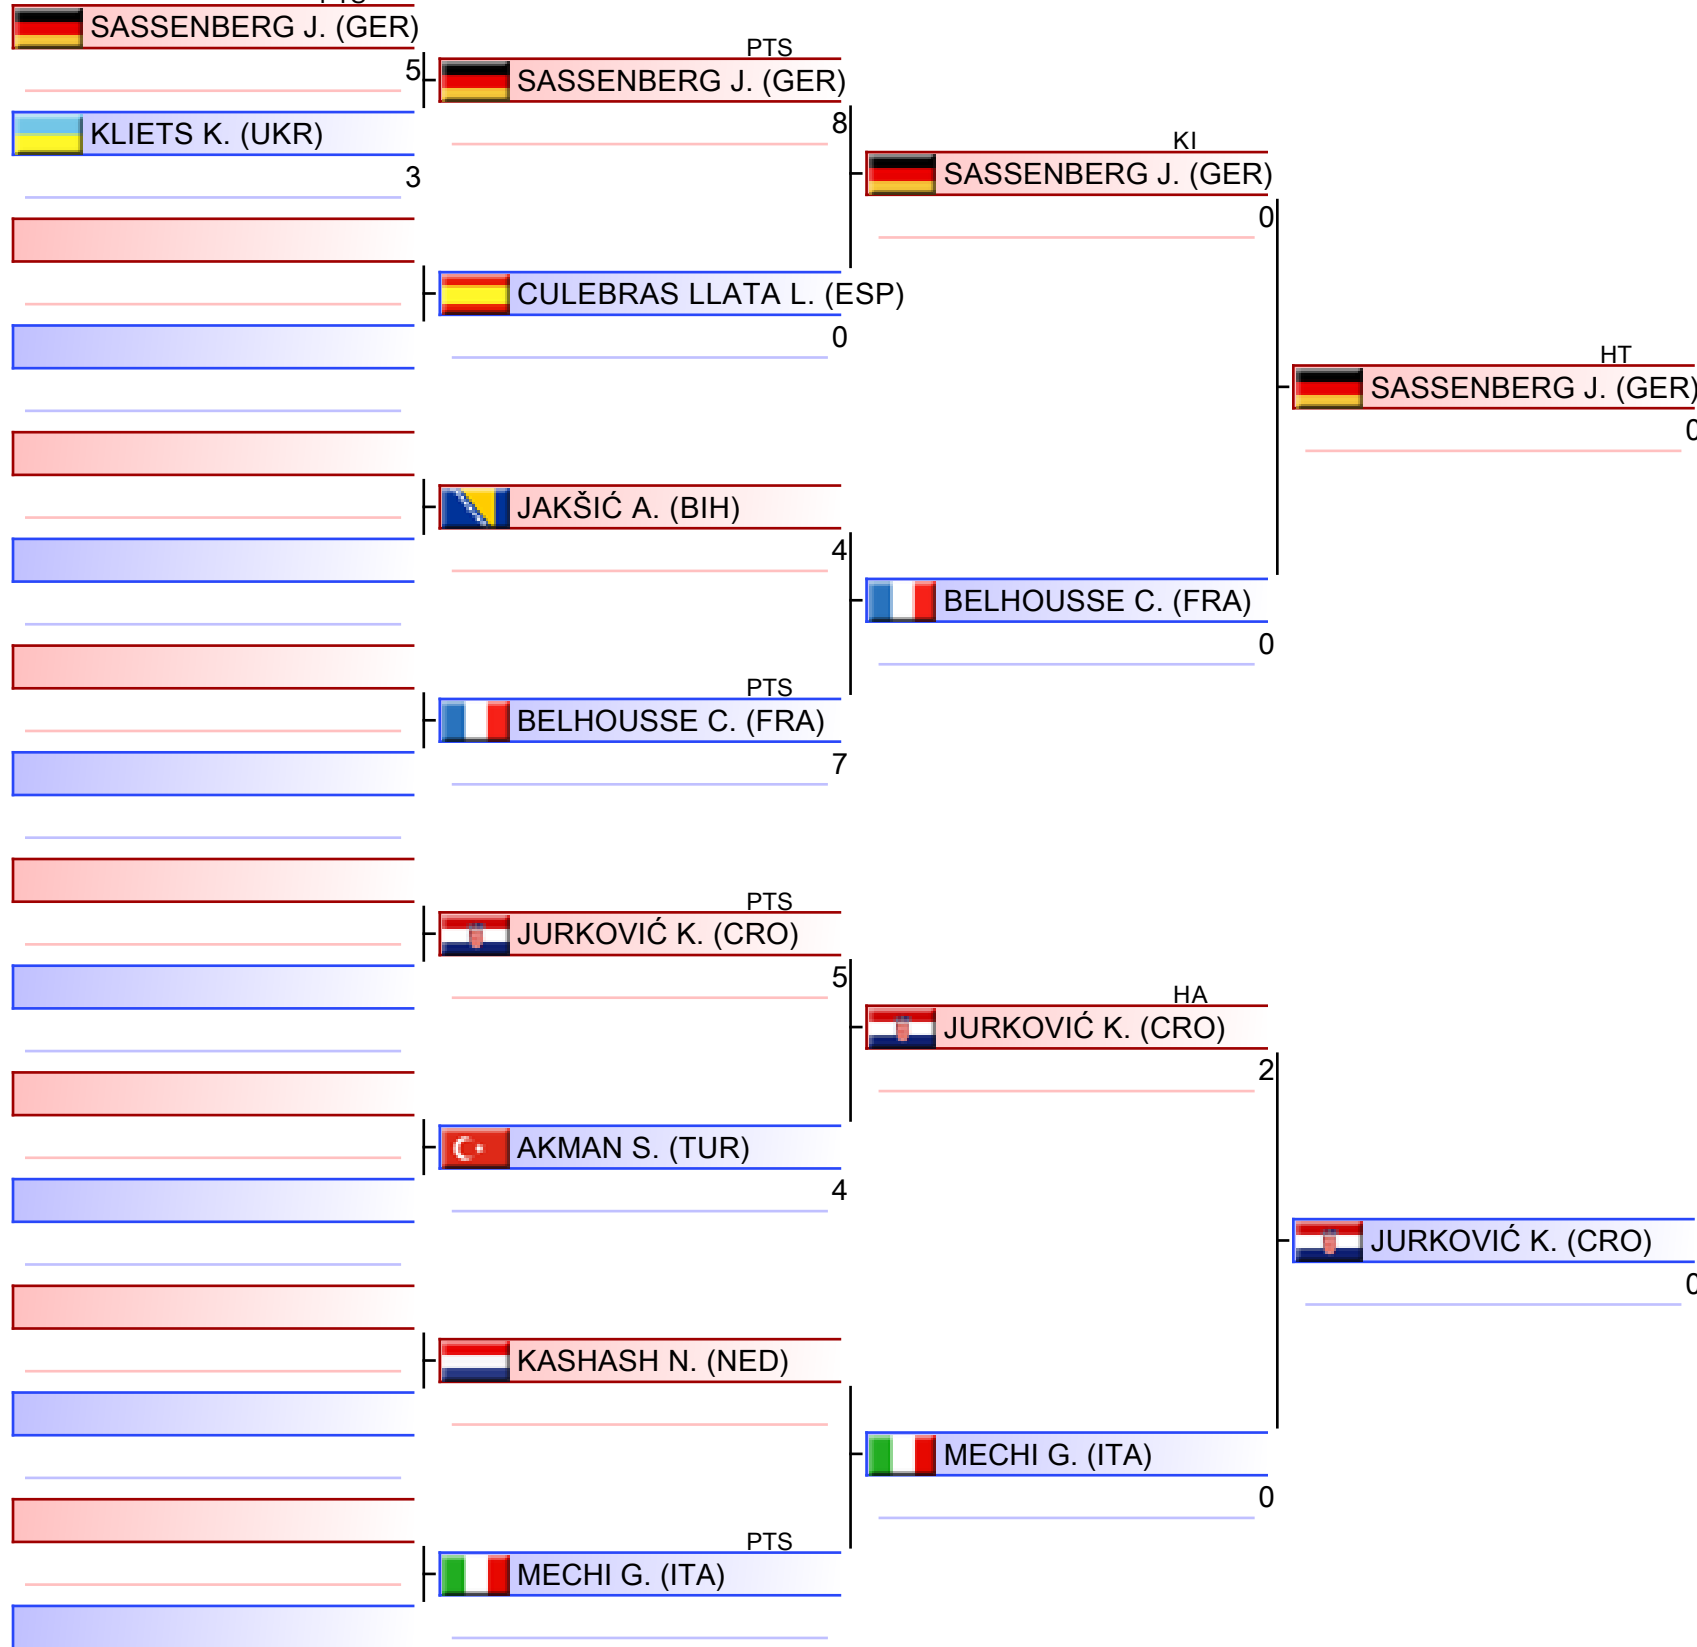 SASSENBERG J. (GER)
5
KLIETS K. (UKR)
3
PTS
SASSENBERG J. (GER)
8
CULEBRAS LLATA L. (ESP)
0
JAKŠIĆ A. (BIH)
4
PTS
BELHOUSSE C. (FRA)
7
PTS
JURKOVIĆ K. (CRO)
5
AKMAN S. (TUR)
4
KASHASH N. (NED)
PTS
MECHI G. (ITA)
KI
SASSENBERG J. (GER)
0
BELHOUSSE C. (FRA)
0
HA
JURKOVIĆ K. (CRO)
2
MECHI G. (ITA)
0
HT
SASSENBERG J. (GER)
0
JURKOVIĆ K. (CRO)
0